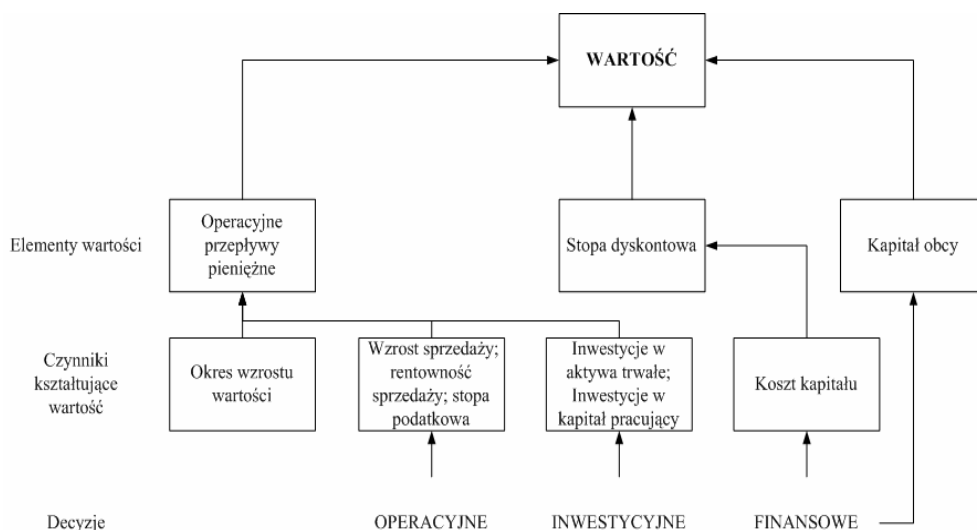 WARTOŚĆ
Elementy wartości
Operacyjne
przepływy
pieniężne
Stopa dyskontowa
Kapitał obcy
Czynniki
kształtujące
wartość
Okres wzrostu
wartości
Wzrost sprzedaży;
rentowność
sprzedaży; stopa
podatkowa
Inwestycje w
aktywa trwałe;
Inwestycje w
kapitał pracujący
Koszt kapitału
Decyzje
OPERACYJNE
INWESTYCYJNE
FINANSOWE